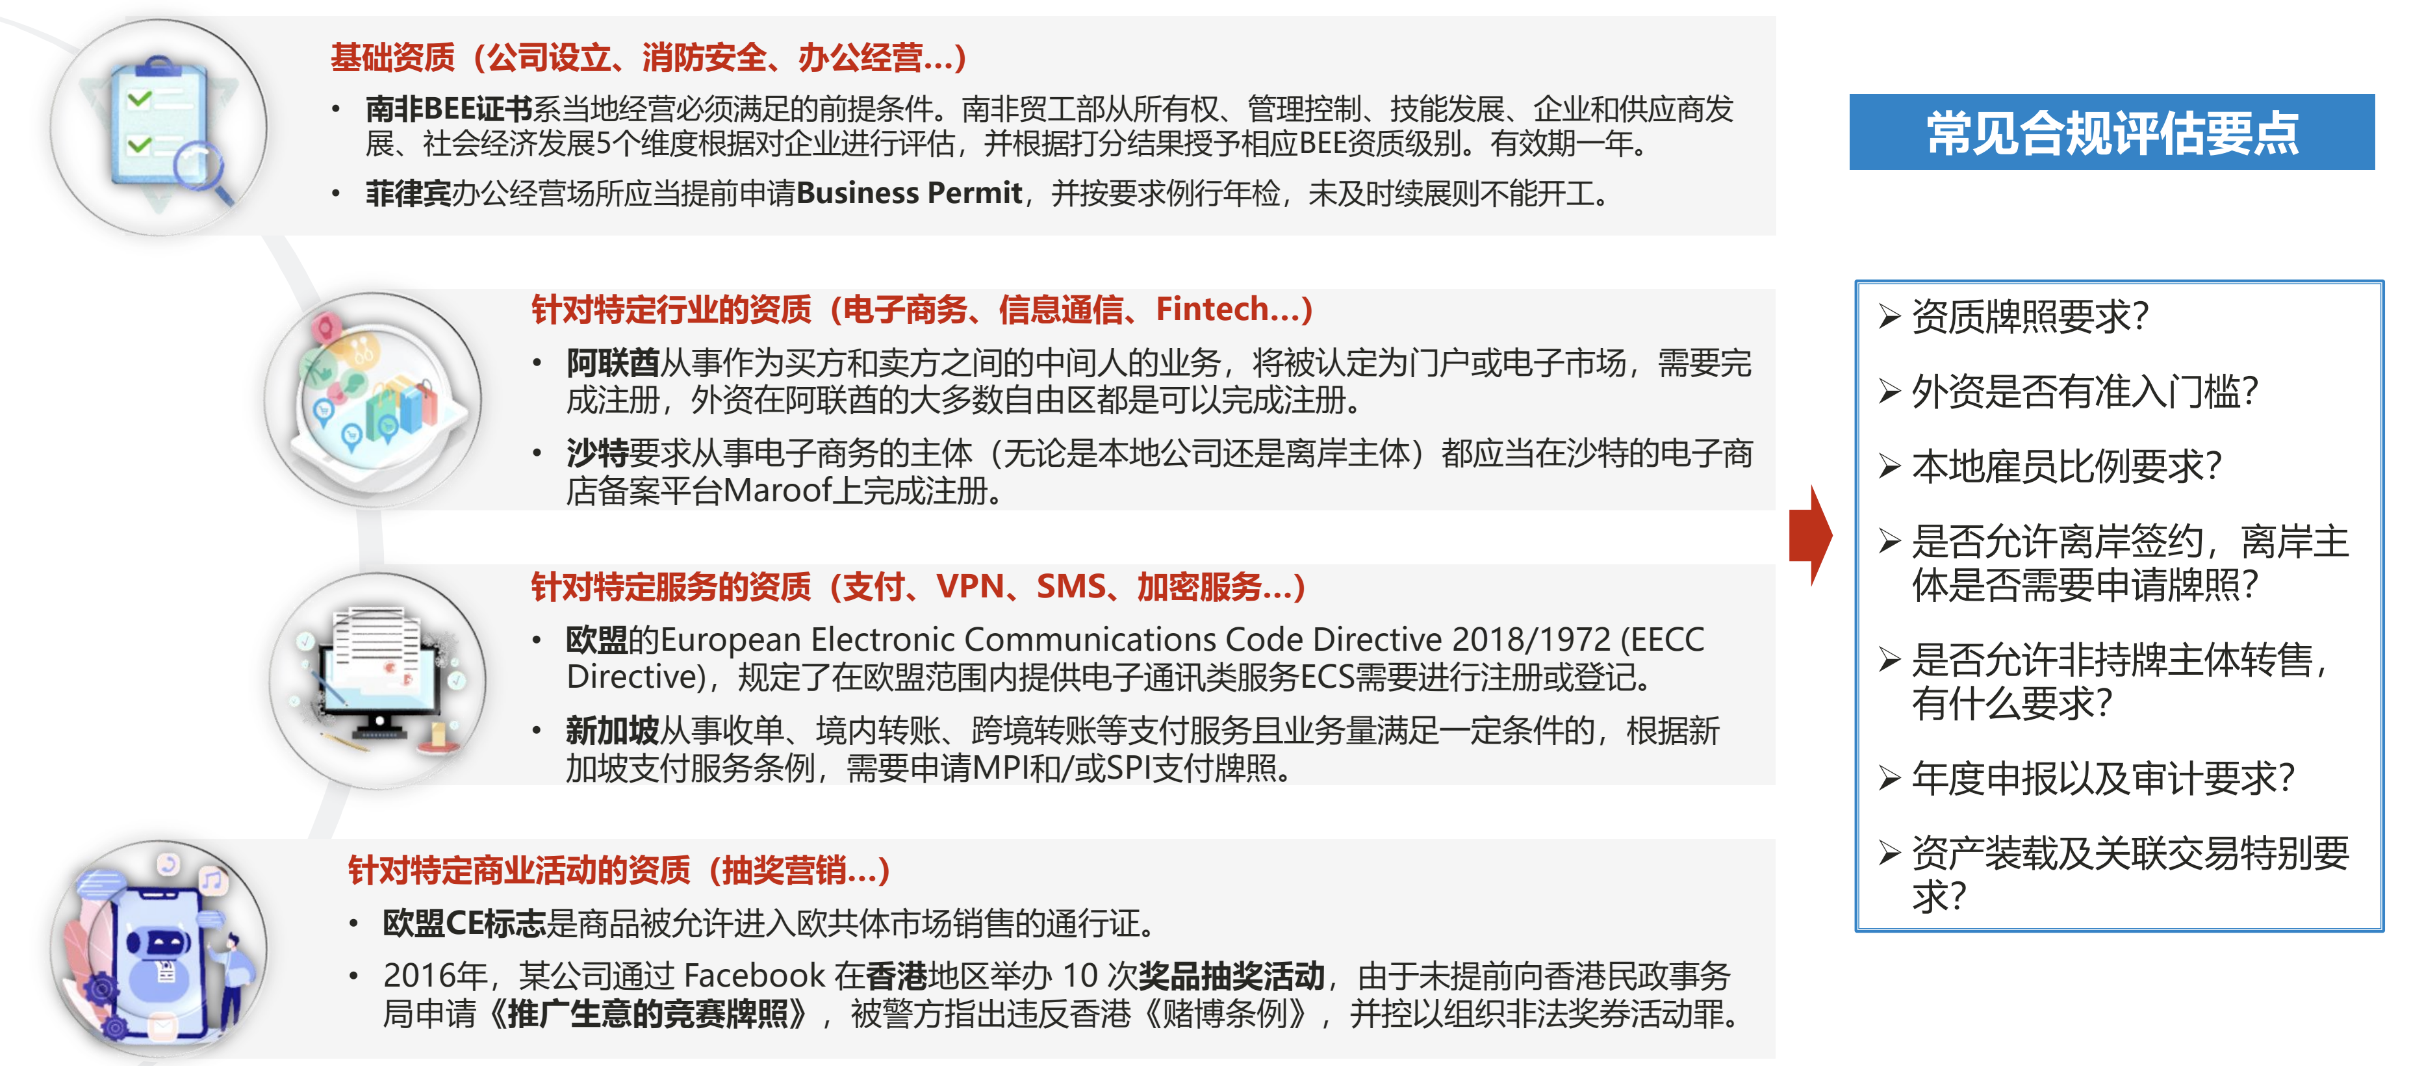 基础资质（公司设立、消防安全、办公经营...）
• 南非BEE证书系当地经营必须满足的前提条件。南非贸工部从所有权、管理控制、技能发展、企业和供应商发
展、社会经济发展5个维度根据对企业进行评估，并根据打分结果授予相应BEE资质级别。有效期一年。
• 菲律宾办公经营场所应当提前申请Business Permit，并按要求例行年检，未及时续展则不能开工。
针对特定行业的资质（电子商务、信息通信、Fintech...）
• 阿联酋从事作为买方和卖方之间的中间人的业务，将被认定为门户或电子市场，需要完
成注册，外资在阿联酋的大多数自由区都是可以完成注册。
• 沙特要求从事电子商务的主体（无论是本地公司还是离岸主体）都应当在沙特的电子商
店备案平台Maroof上完成注册。
针对特定服务的资质（支付、VPN、SMS、加密服务...）
• 欧盟的European Electronic Communications Code Directive 2018/1972 (EECC
Directive)，规定了在欧盟范围内提供电子通讯类服务ECS需要进行注册或登记。
• 新加坡从事收单、境内转账、跨境转账等支付服务且业务量满足一定条件的，根据新
加坡支付服务条例，需要申请MPI和/或SPI支付牌照。
针对特定商业活动的资质（抽奖营销...）
• 欧盟CE标志是商品被允许进入欧共体市场销售的通行证。
• 2016年，某公司通过 Facebook 在香港地区举办 10 次奖品抽奖活动，由于未提前向香港民政事务
局申请《推广生意的竞赛牌照》，被警方指出违反香港《赌博条例》，并控以组织非法奖券活动罪。
常见合规评估要点
➢ 资质牌照要求？
➢ 外资是否有准入门槛？
➢ 本地雇员比例要求？
➢ 是否允许离岸签约，离岸主
体是否需要申请牌照？
➢ 是否允许非持牌主体转售，
有什么要求？
➢ 年度申报以及审计要求？
➢ 资产装载及关联交易特别要
求？